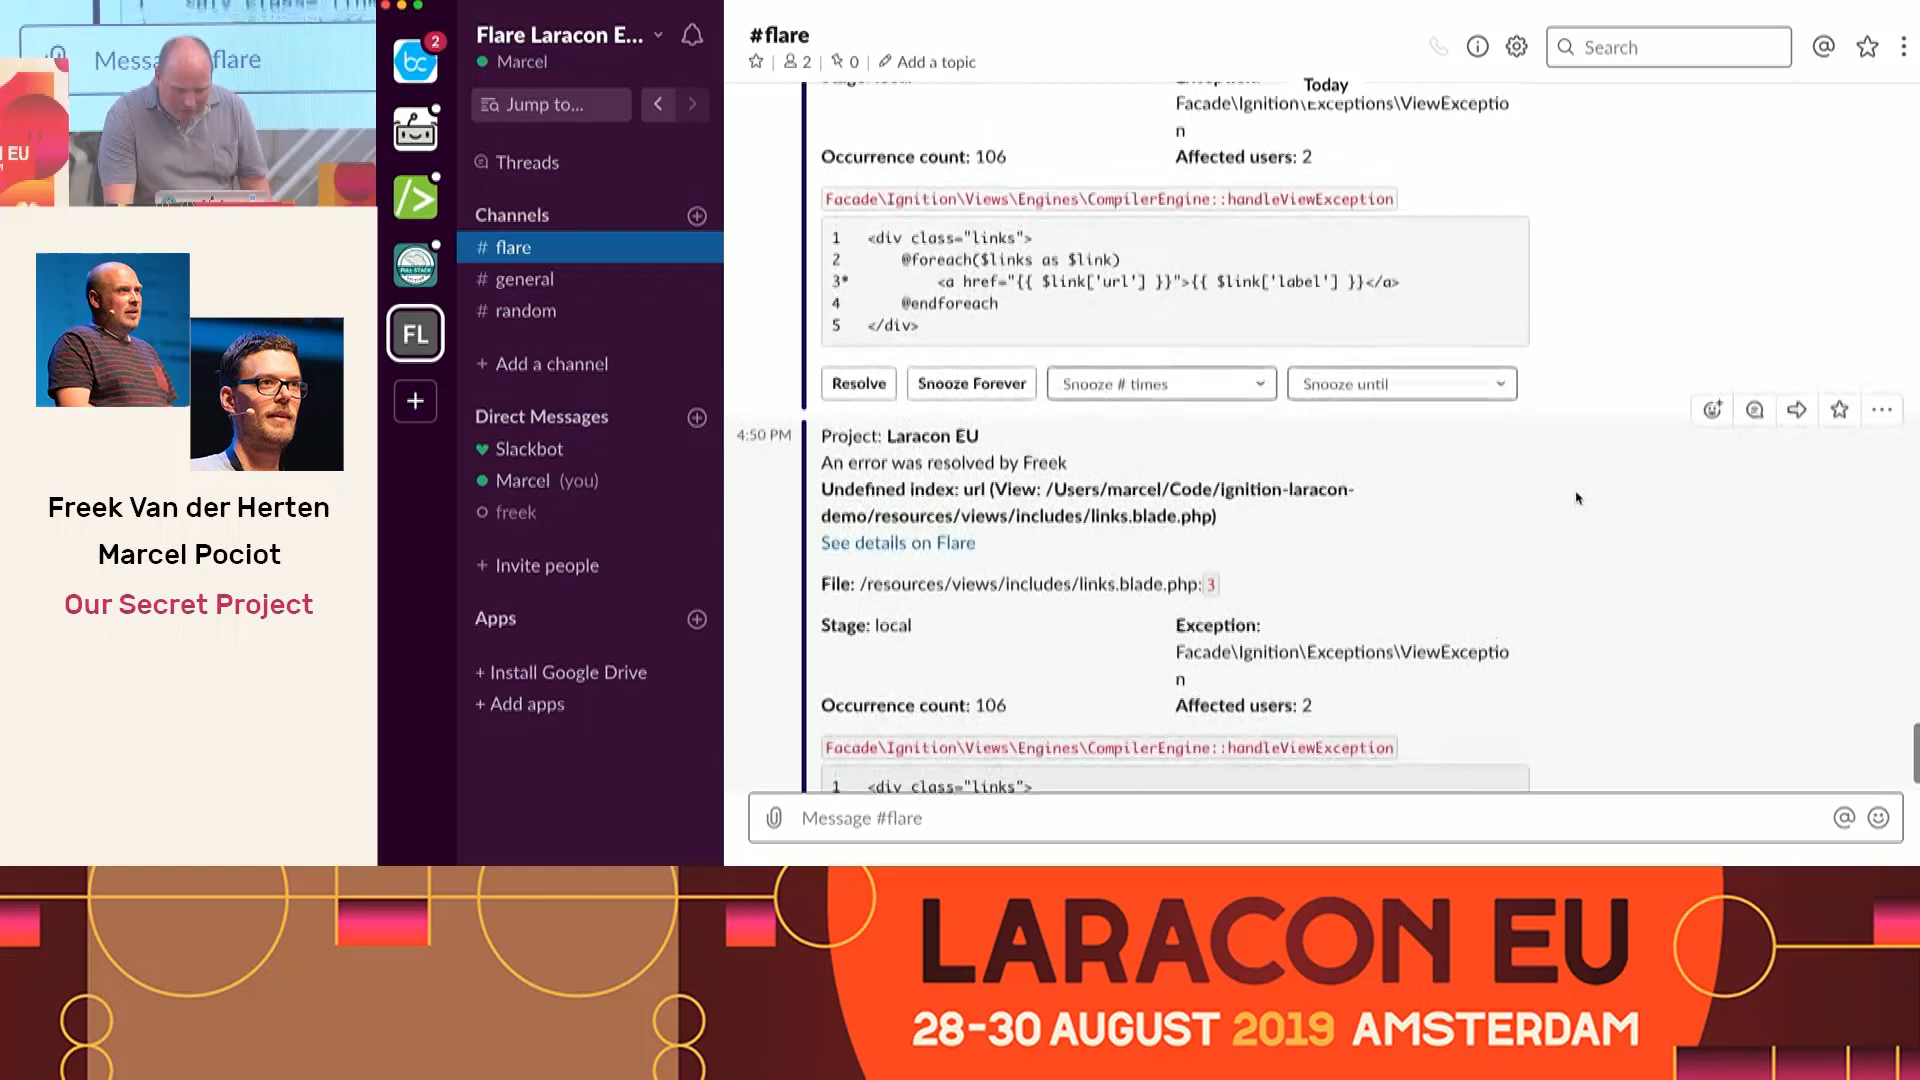 Message #flare
EU
Freek Van der Herten
Marcel Pociot
Our Secret Project
2
bc
FL
+
Flare Laracon E...
Marcel
Jump to...
Threads
Channels
# flare
# general
# random
+ Add a channel
Direct Messages
Slackbot
Marcel (you)
freek
+ Invite people
Apps
+ Install Google Drive
+ Add apps
#flare
2 | 0 | Add a topic
Search
Today
Facade\Ignition\Exceptions\ViewExceptio
n
Occurrence count: 106
Affected users: 2
Facade\Ignition\Views\Engines\CompilerEngine::handleViewException
1 <div class="links">
2 @foreach($links as $link)
3* <a href="{{ $link['url'] }}">{{ $link['label'] }}</a>
4 @endforeach
5 </div>
Resolve
Snooze Forever
Snooze # times
Snooze until
4:50 PM
Project: Laracon EU
An error was resolved by Freek
Undefined index: url (View: /Users/marcel/Code/ignition-laracon-
demo/resources/views/includes/links.blade.php)
See details on Flare
File: /resources/views/includes/links.blade.php:3
Stage: local
Exception:
Facade\Ignition\Exceptions\ViewExceptio
n
Occurrence count: 106
Affected users: 2
Facade\Ignition\Views\Engines\CompilerEngine::handleViewException
1 <div class="links">
Message #flare
LARACON EU
28-30 AUGUST 2019 AMSTERDAM